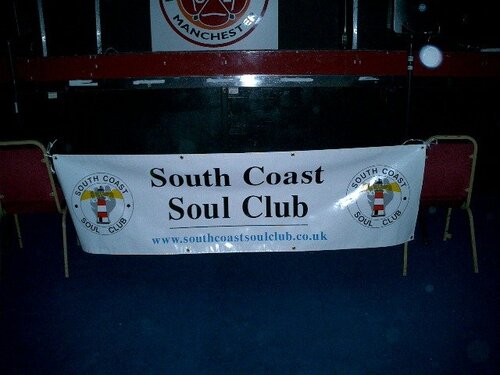 MANCHESTER
SOUTH COAST
SOUL CLUB
South Coast
Soul Club
www.southcoastsoulclub.co.uk
SOUTH COAST
SOUL CLUB